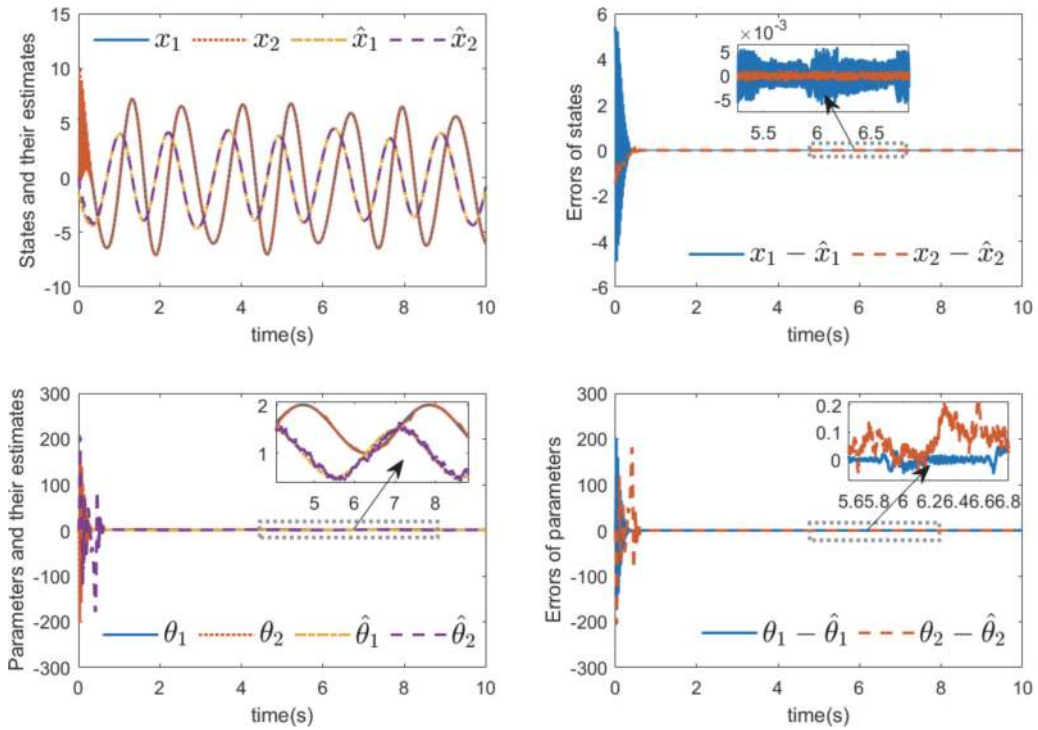 States and their estimates
15
10
5
0
-5
-10
x₁ x₂ x̂₁ x̂₂
0 2 4 6 8 10
time(s)
Errors of states
6
4
2
0
-2
-4
-6
×10⁻³
5
0
-5
5.5 6 6.5
x₁ − x̂₁ x₂ − x̂₂
0 2 4 6 8 10
time(s)
Parameters and their estimates
300
200
100
0
-100
-200
-300
2
1
5 6 7 8
θ₁ θ₂ θ̂₁ θ̂₂
0 2 4 6 8 10
time(s)
Errors of parameters
300
200
100
0
-100
-200
-300
0.2
0.1
0
5.65.8 6 6.26.46.66.8
θ₁ − θ̂₁ θ₂ − θ̂₂
0 2 4 6 8 10
time(s)